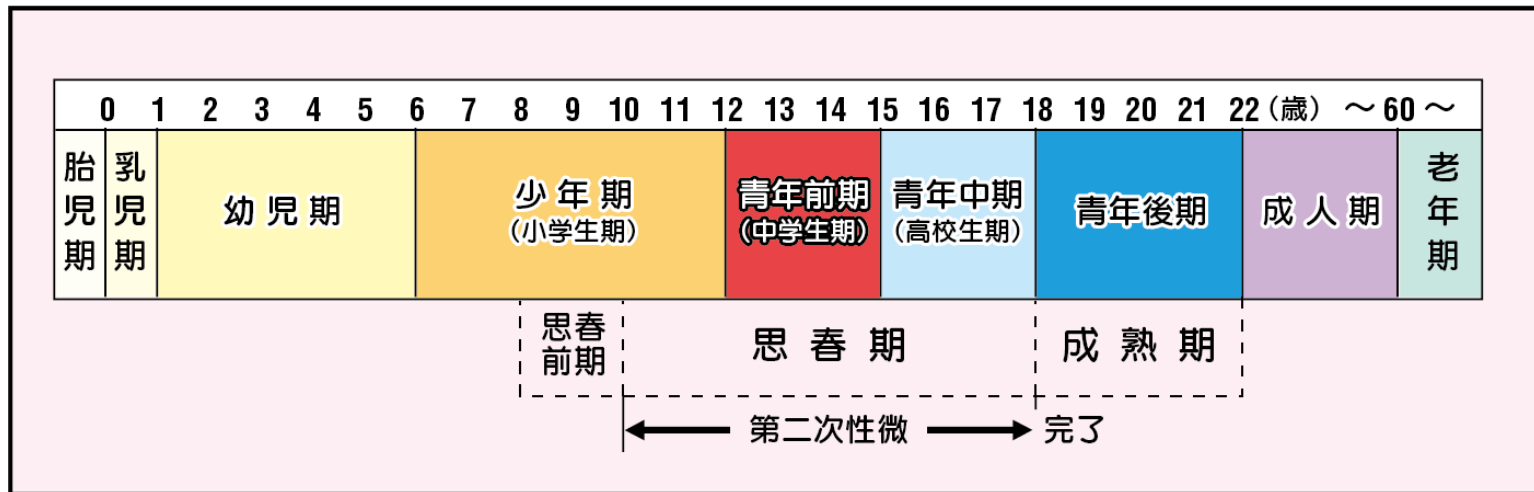 0 1 2 3 4 5 6 7 8 9 10 11 12 13 14 15 16 17 18 19 20 21 22(歳) ～60～
胎児期
乳児期
幼児期
少年期
(小学生期)
青年前期
(中学生期)
青年中期
(高校生期)
青年後期
成人期
老年期
思春
前期
思春期
成熟期
第二次性微
完了